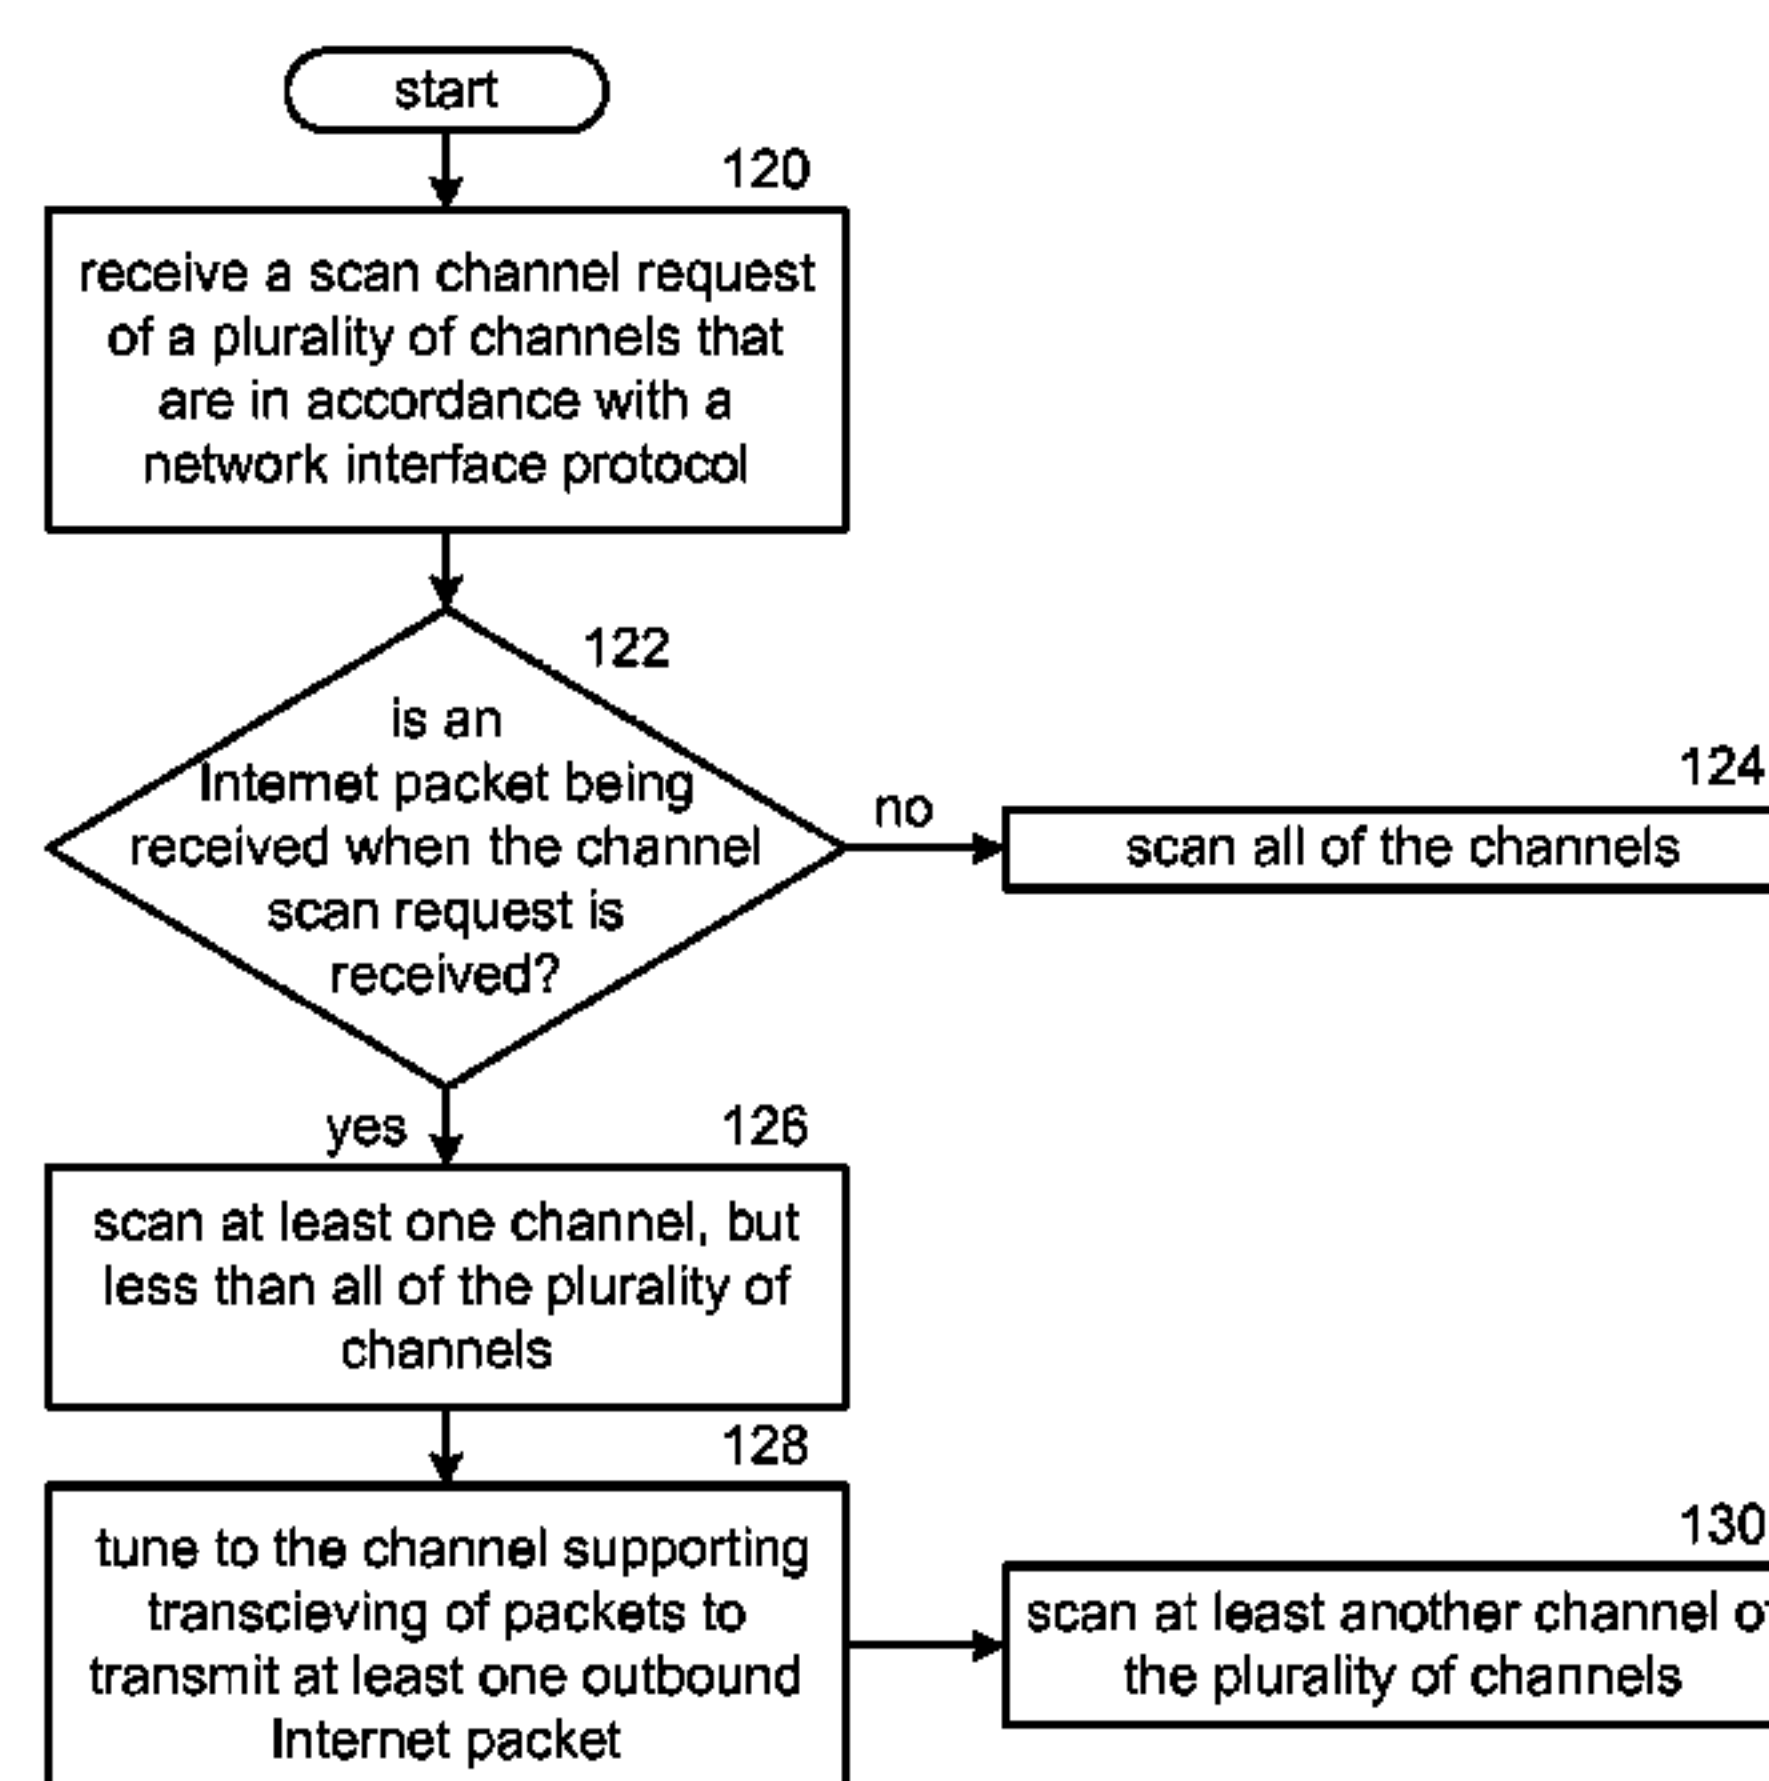 start
120
receive a scan channel request
of a plurality of channels that
are in accordance with a
network interface protocol
122
is an
Internet packet being
received when the channel
scan request is
received?
no
124
scan all of the channels
yes
126
scan at least one channel, but
less than all of the plurality of
channels
128
tune to the channel supporting
transcieving of packets to
transmit at least one outbound
Internet packet
130
scan at least another channel of
the plurality of channels